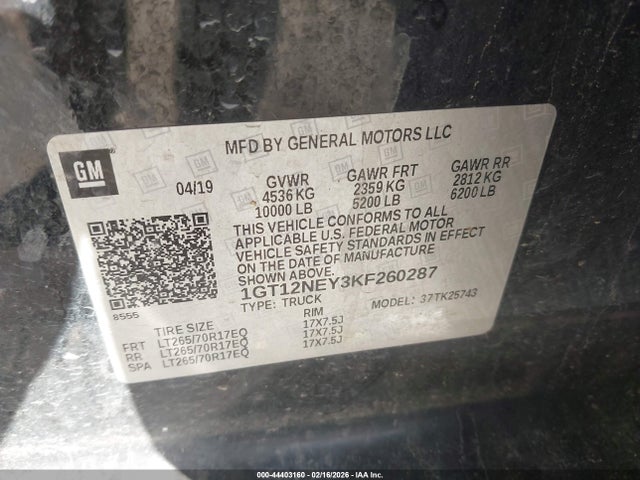 MFD BY GENERAL MOTORS LLC
GM
04/19
GVWR GAWR FRT GAWR RR
4536 KG 2359 KG 2812 KG
10000 LB 5200 LB 6200 LB
THIS VEHICLE CONFORMS TO ALL
APPLICABLE U.S. FEDERAL MOTOR
VEHICLE SAFETY STANDARDS IN EFFECT
ON THE DATE OF MANUFACTURE
SHOWN ABOVE.
1GT12NEY3KF260287
8555
TYPE: TRUCK MODEL: 37TK25743
TIRE SIZE RIM
FRT LT265/70R17EQ 17X7.5J
RR LT265/70R17EQ 17X7.5J
SPA LT265/70R17EQ 17X7.5J
000-44403160 - 02/16/2026 - IAA Inc.